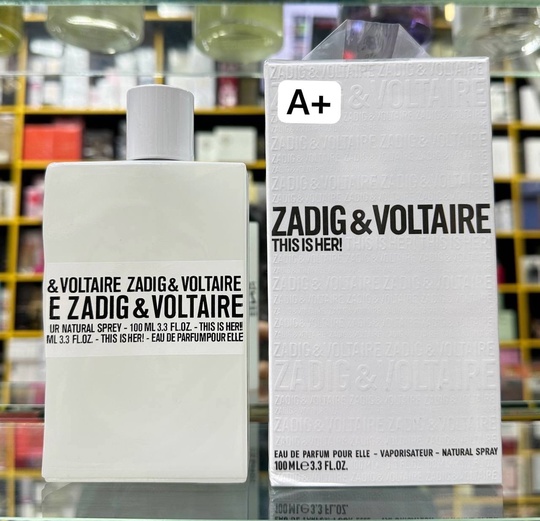 A+
ZADIG & VOLTAIRE
THIS IS HER!
EAU DE PARFUM POUR ELLE - VAPORISATEUR - NATURAL SPRAY
100 ML e 3.3 FL.OZ.
& VOLTAIRE ZADIG & VOLTAIRE
E ZADIG & VOLTAIRE
UR NATURAL SPREY - 100 ML 3.3 FL.OZ. - THIS IS HER!!
ML 3.3 FL.OZ. - THIS IS HER! - EAU DE PARFUMPOUR ELLE